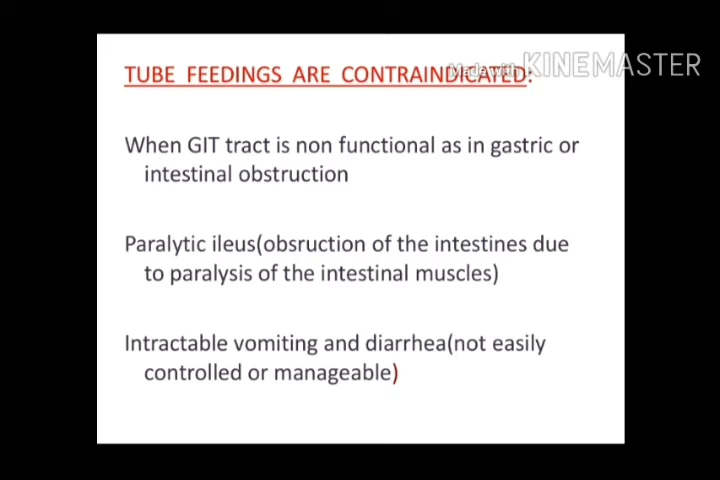 TUBE FEEDINGS ARE CONTRAINDICATED:
Made with KINEMASTER
When GIT tract is non functional as in gastric or
intestinal obstruction
Paralytic ileus(obsruction of the intestines due
to paralysis of the intestinal muscles)
Intractable vomiting and diarrhea(not easily
controlled or manageable)